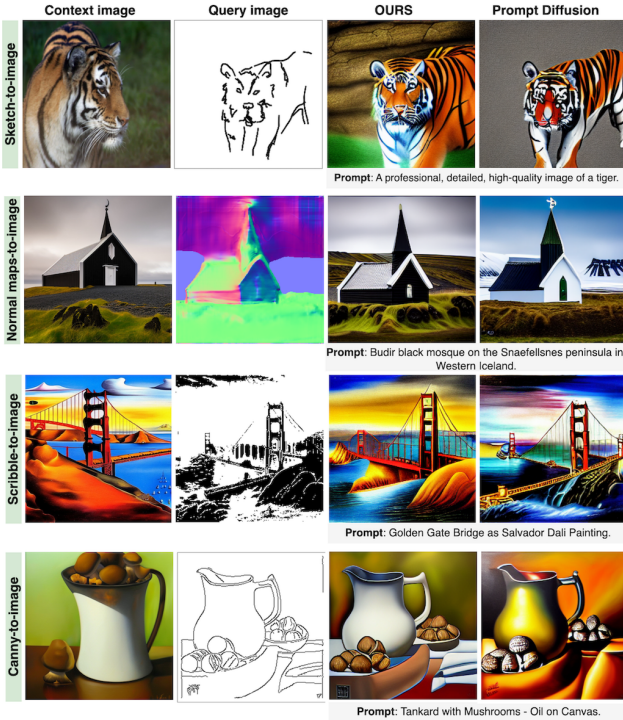 Context image
Query image
OURS
Prompt Diffusion
Sketch-to-image
Prompt: A professional, detailed, high-quality image of a tiger.
Normal maps-to-image
Prompt: Budir black mosque on the Snaefellsnes peninsula in
Western Iceland.
Scribble-to-image
Prompt: Golden Gate Bridge as Salvador Dali Painting.
Canny-to-image
Prompt: Tankard with Mushrooms - Oil on Canvas.